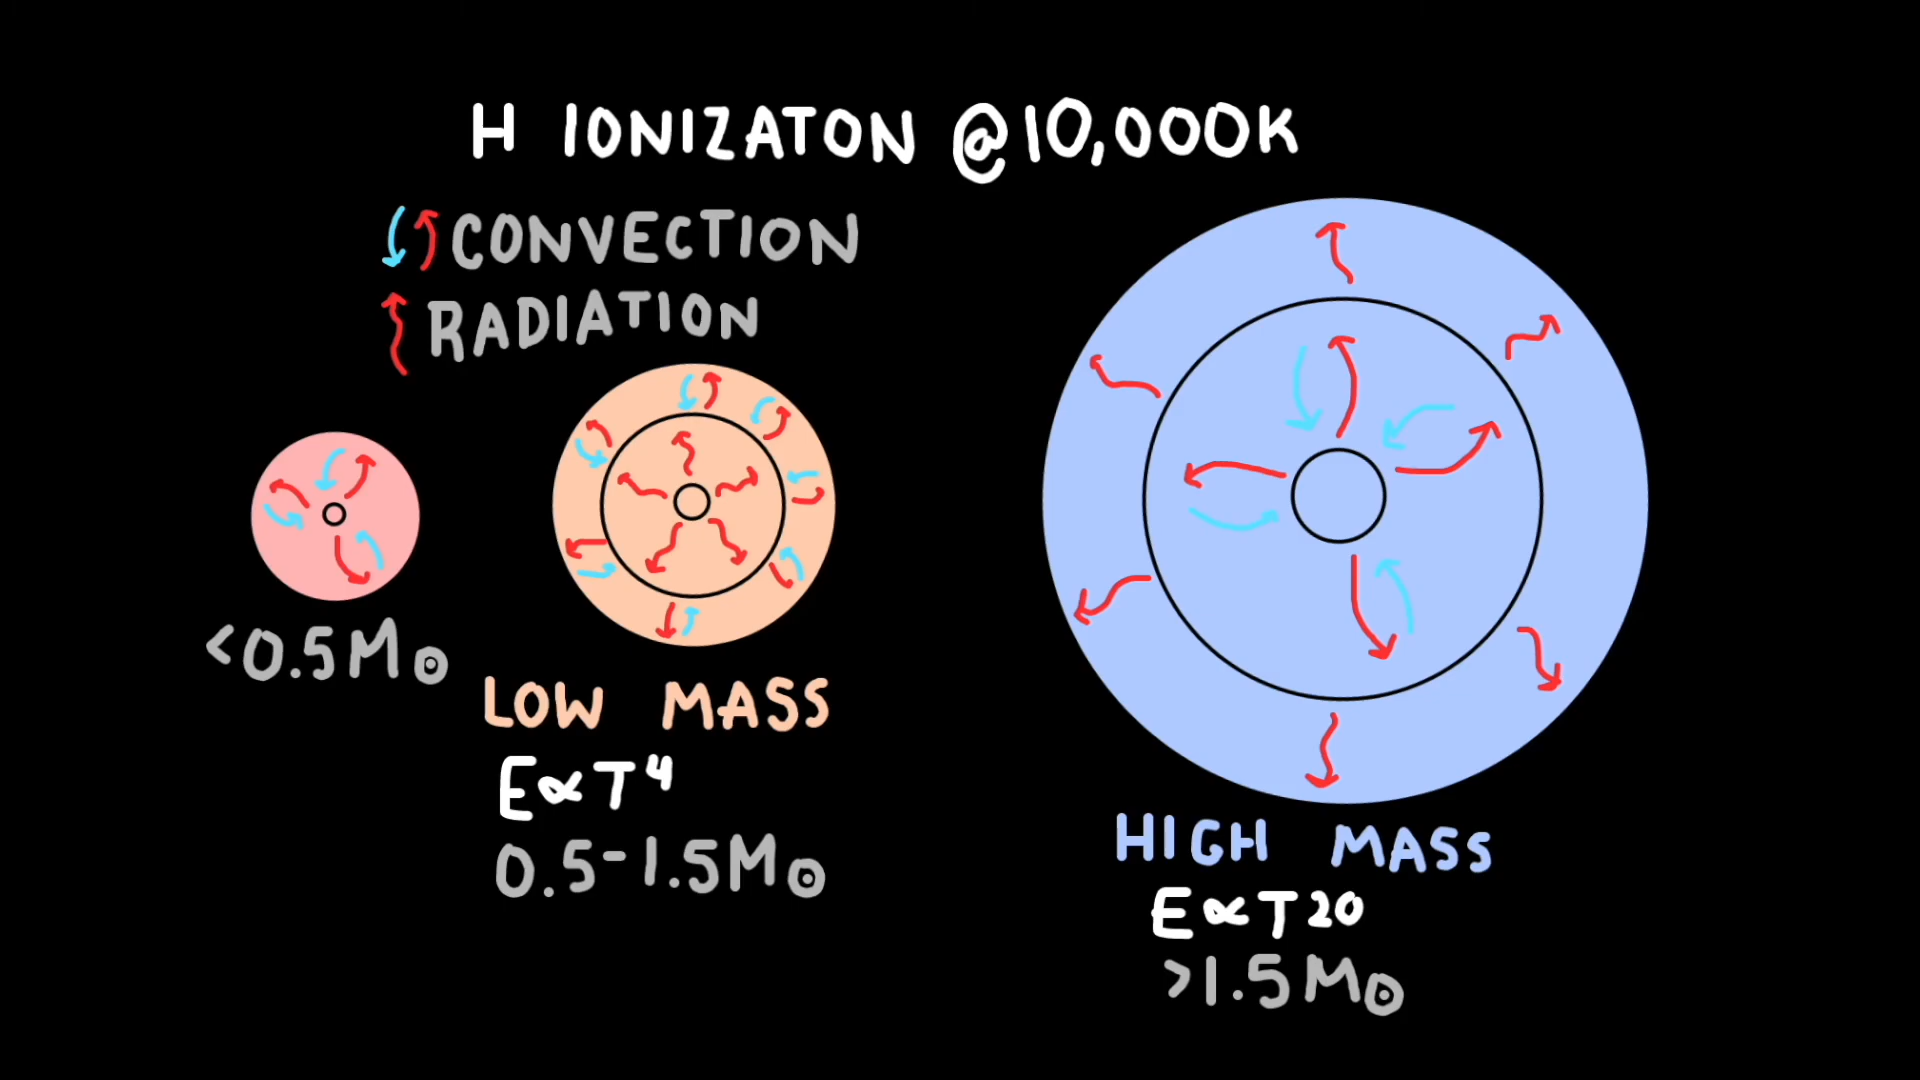 H IONIZATON @10,000K
CONVECTION
RADIATION
<0.5M☉
LOW MASS
E∝T⁴
0.5-1.5M☉
HIGH MASS
E∝T20
>1.5M☉